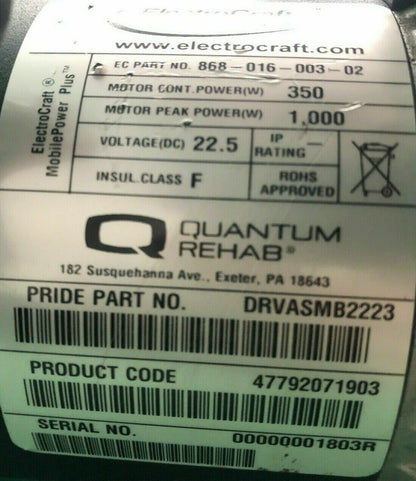 ElectroCraft
www.electrocraft.com
ElectroCraft®
MobilePower Plus™
EC PART NO. 868-016-003-02
MOTOR CONT.POWER(W) 350
MOTOR PEAK POWER(W) 1,000
VOLTAGE(DC) 22.5 IP RATING —
INSUL.CLASS F ROHS APPROVED
QUANTUM
REHAB®
182 Susquehanna Ave., Exeter, PA 18643
PRIDE PART NO. DRVASMB2223
PRODUCT CODE 47792071903
SERIAL NO. 00000001803R